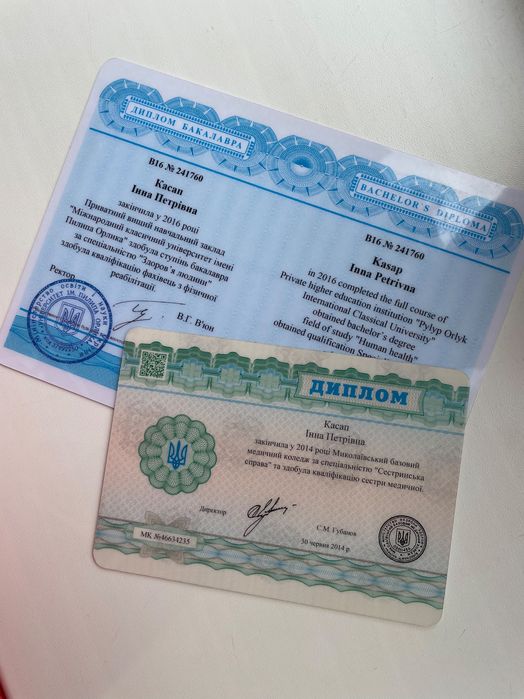 ДИПЛОМ БАКАЛАВРА
В16 № 241760
Касап
Інна Петрівна
закінчила у 2016 році
Приватний вищий навчальний заклад
"Міжнародний класичний університет імені
Пилипа Орлика" здобула ступінь бакалавра
за спеціальністю "Здоров'я людини"
здобула кваліфікацію фахівець з фізичної
реабілітації.
Ректор
В.Г. В'юн
BACHELOR`S DIPLOMA
B16 № 241760
Kasap
Inna Petrivna
in 2016 completed the full course of
Private higher education institution "Pylyp Orlyk
International Classical University"
obtained bachelor's degree
field of study "Human health"
obtained qualification
ДИПЛОМ
Касап
Інна Петрівна
закінчила у 2014 році Миколаївський базовий
медичний коледж за спеціальністю "Сестринська
справа" та здобула кваліфікацію сестри медичної.
Директор
С.М. Губанов
30 червня 2014 р
МК №46634235